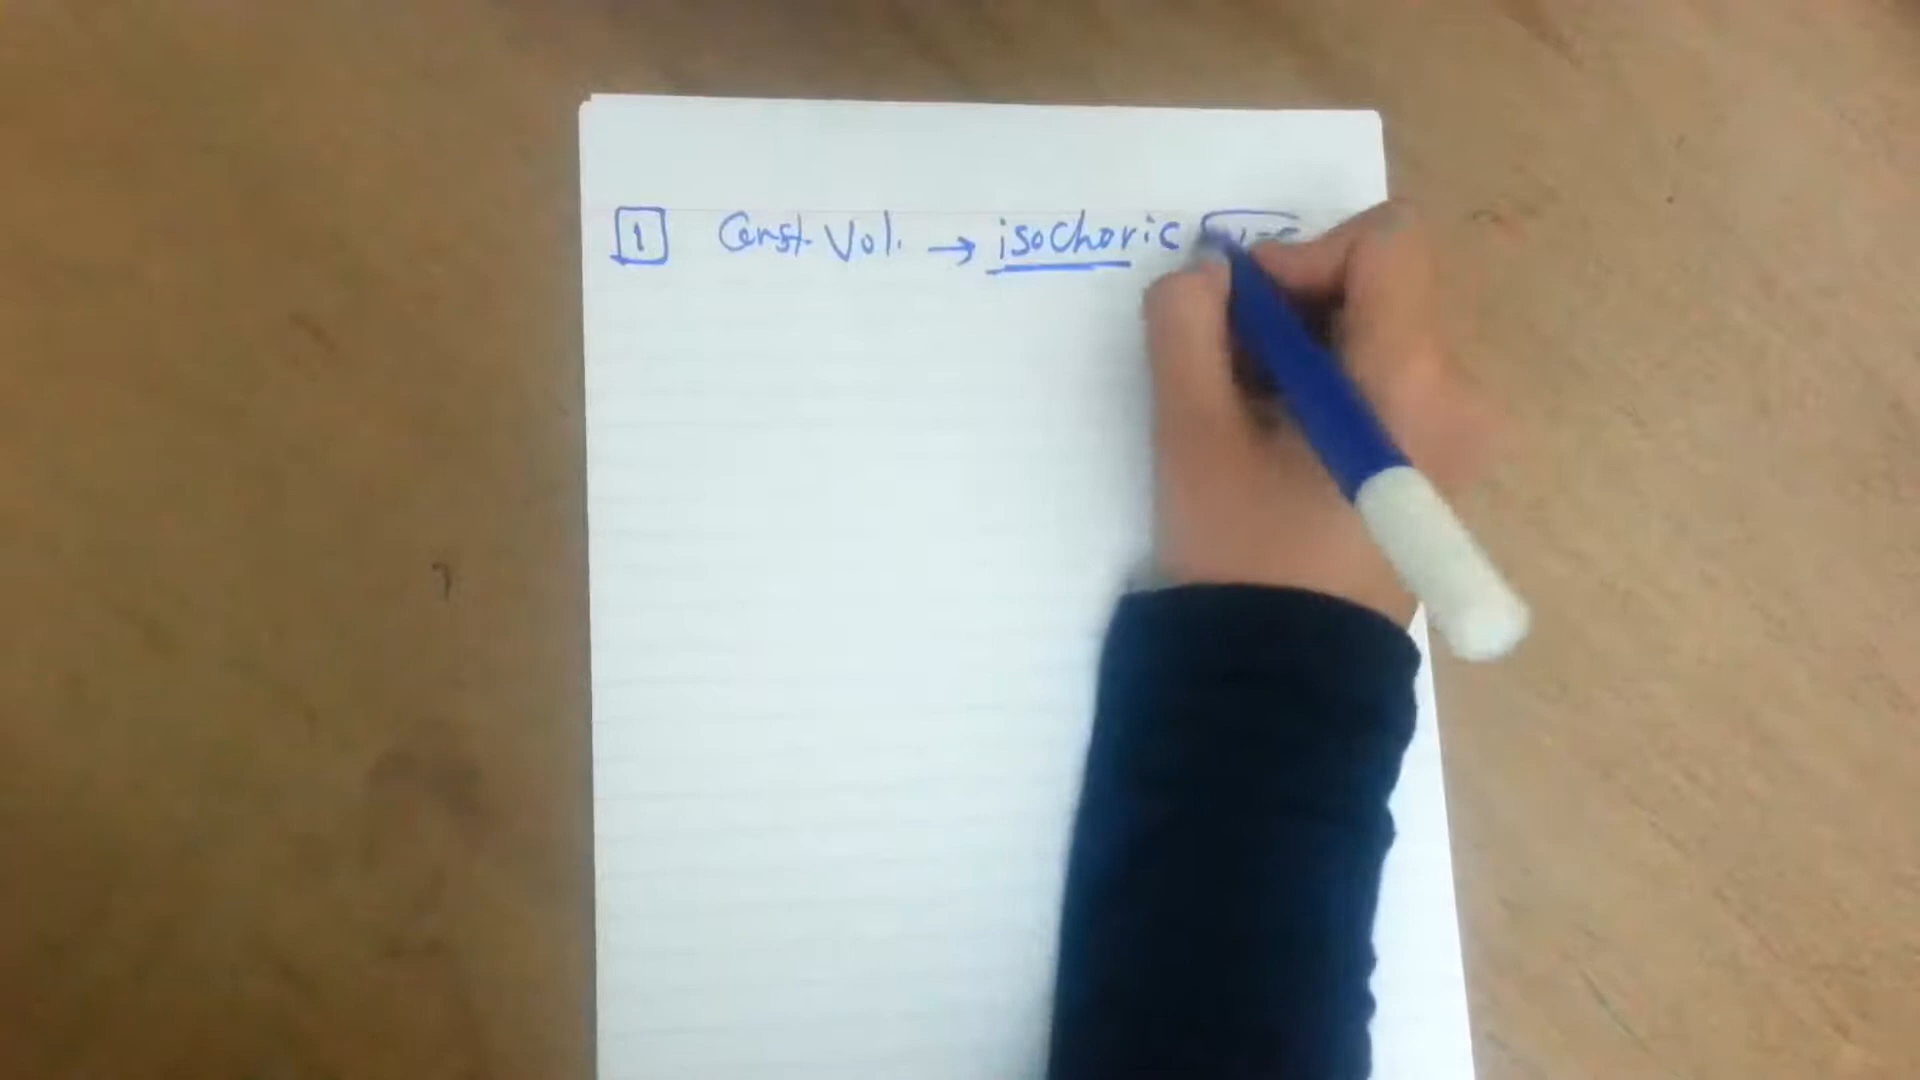 1 Const. Vol. → isochoric